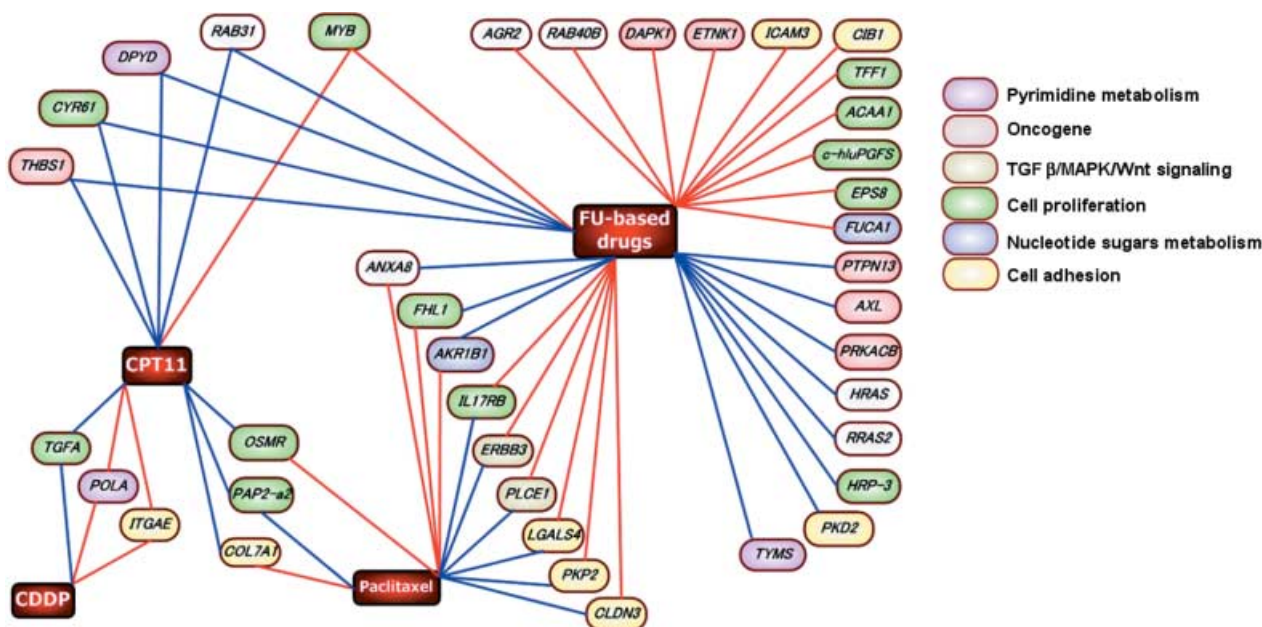 RAB31
MYB
AGR2
RAB40B
DAPK1
ETNK1
ICAM3
CIB1
DPYD
TFF1
CYR61
ACAA1
THBS1
c-hluPGFS
EPS8
FUCA1
FU-based
drugs
ANXA8
PTPN13
FHL1
AXL
AKR1B1
PRKACB
CPT11
IL17RB
HRAS
TGFA
OSMR
ERBB3
RRAS2
POLA
PAP2-a2
PLCE1
HRP-3
ITGAE
LGALS4
PKD2
COL7A1
TYMS
PKP2
Paclitaxel
CDDP
CLDN3
Pyrimidine metabolism
Oncogene
TGF β/MAPK/Wnt signaling
Cell proliferation
Nucleotide sugars metabolism
Cell adhesion